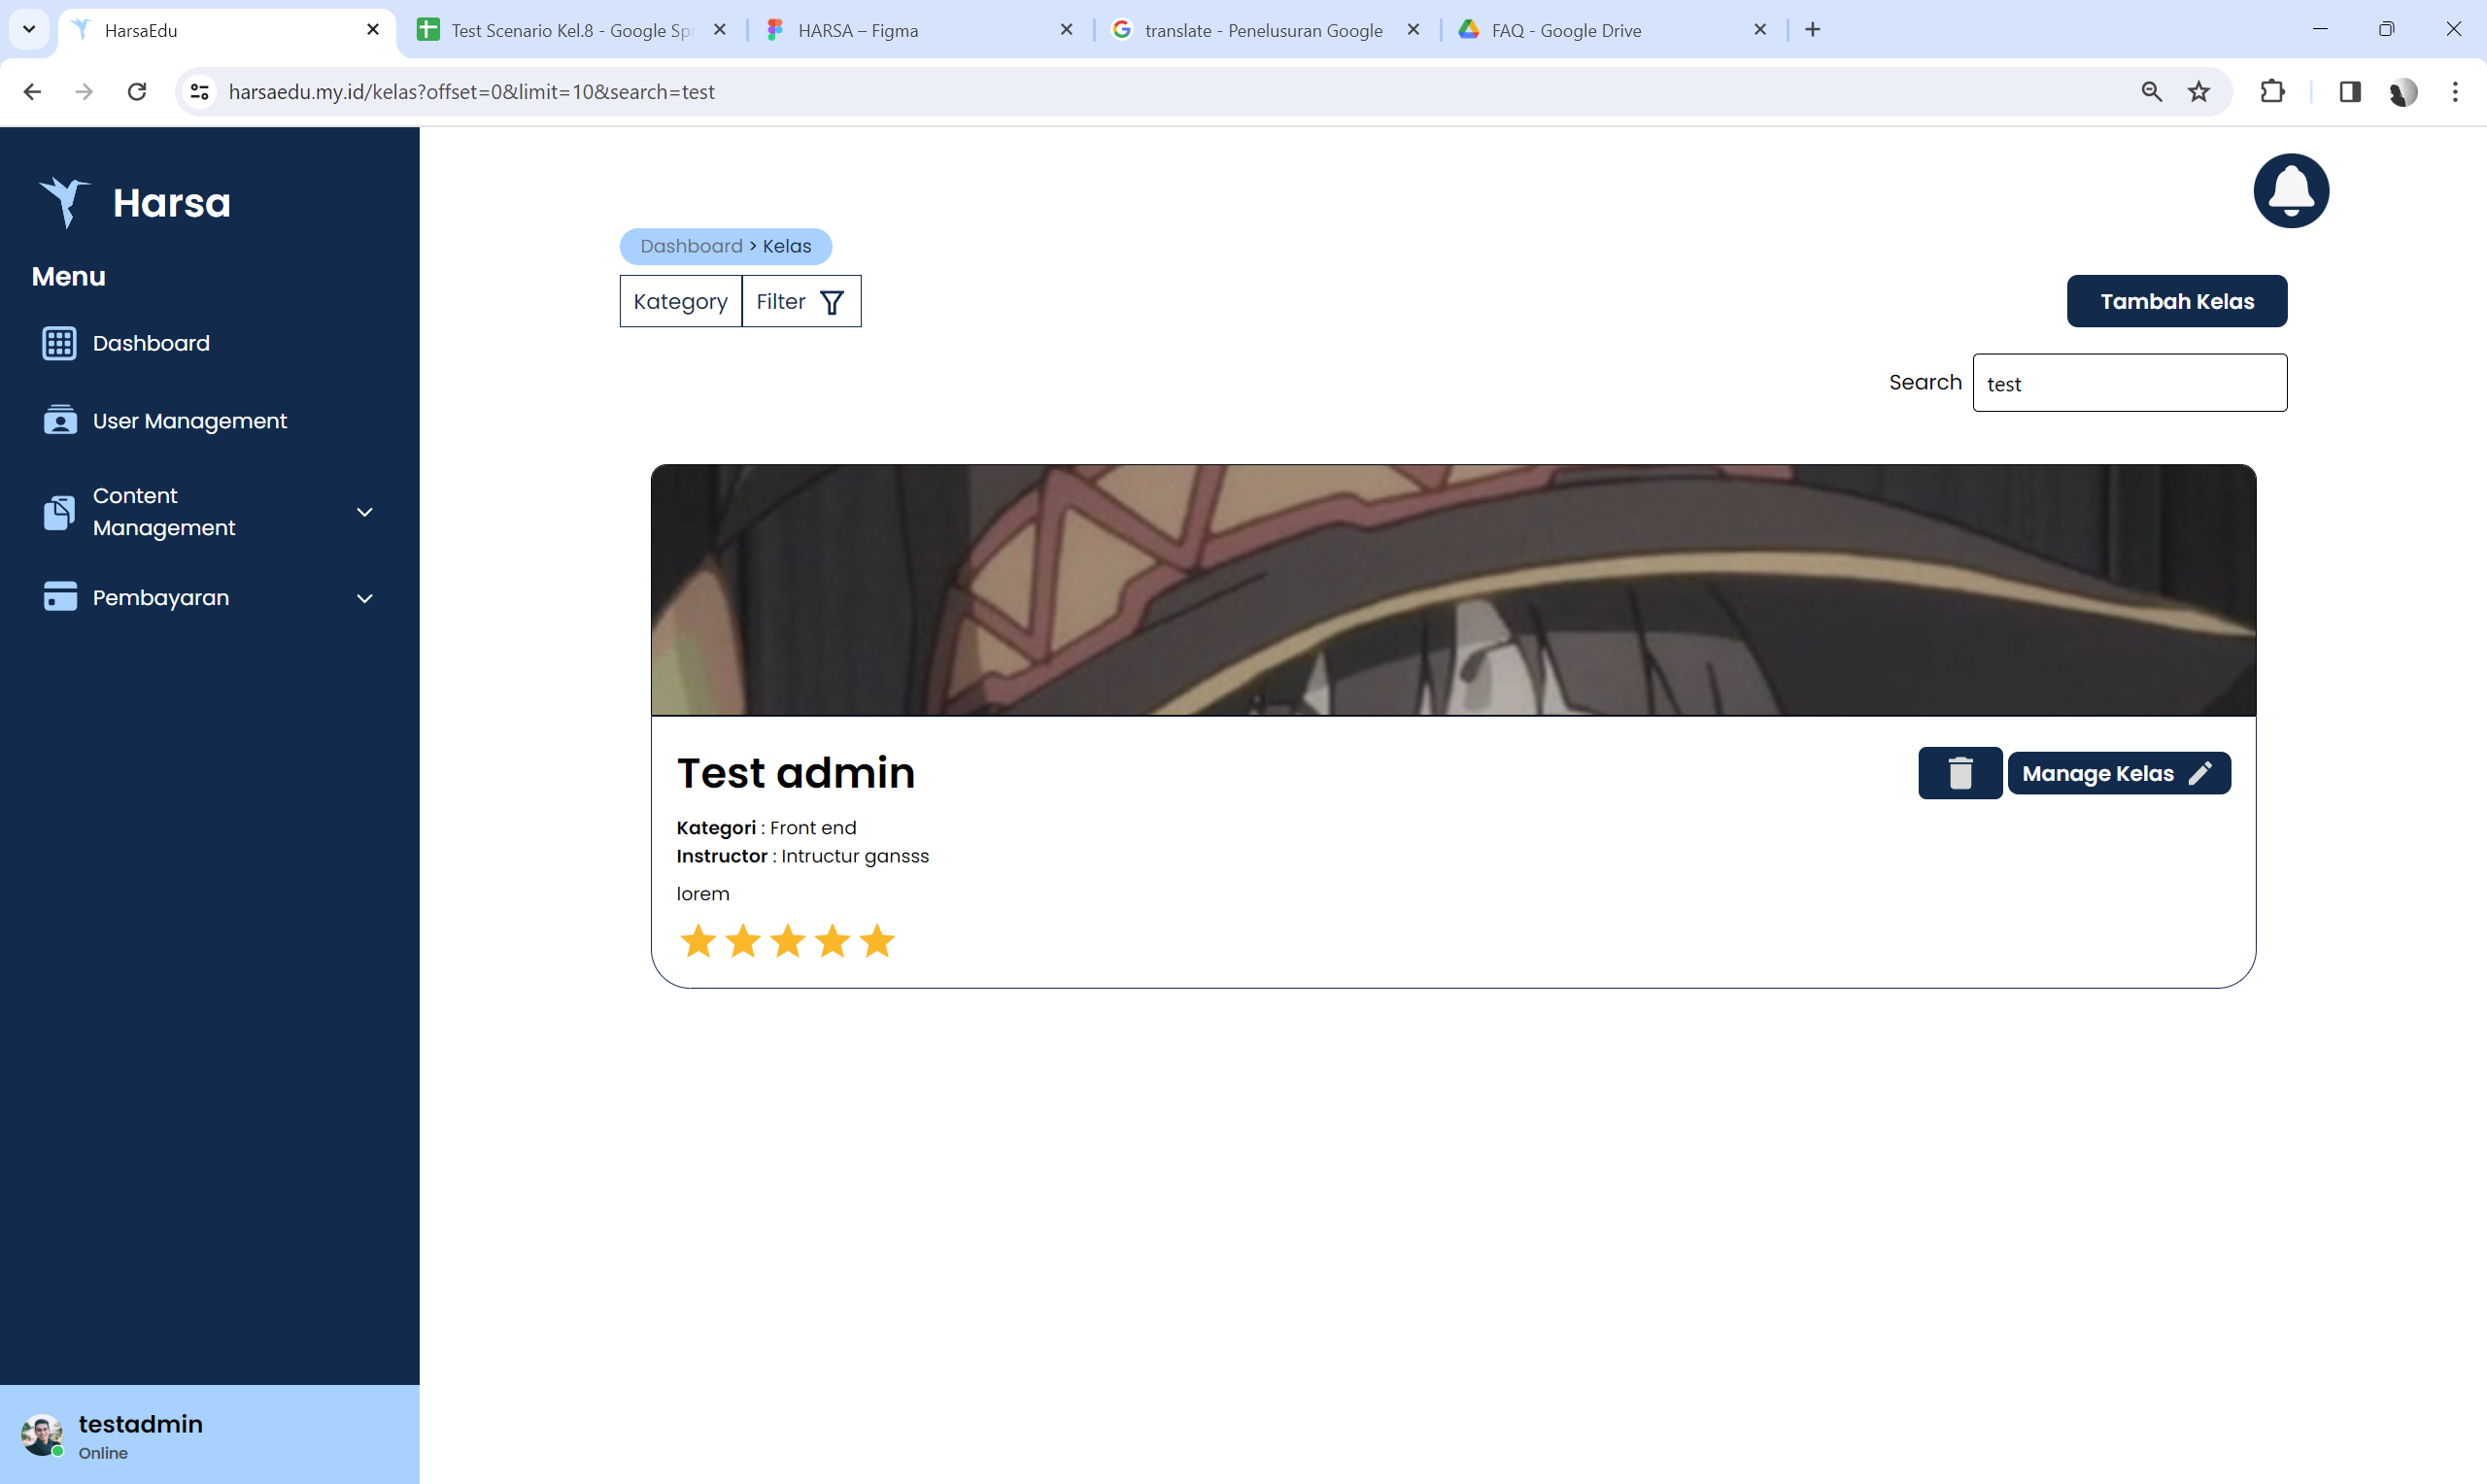 HarsaEdu
Test Scenario Kel.8 - Google Spr
HARSA – Figma
translate - Penelusuran Google
FAQ - Google Drive
harsaedu.my.id/kelas?offset=0&limit=10&search=test
Harsa
Menu
Dashboard
User Management
Content
Management
Pembayaran
testadmin
Online
Dashboard > Kelas
Kategory Filter
Tambah Kelas
Search test
Test admin
Manage Kelas
Kategori : Front end
Instructor : Intructur gansss
lorem